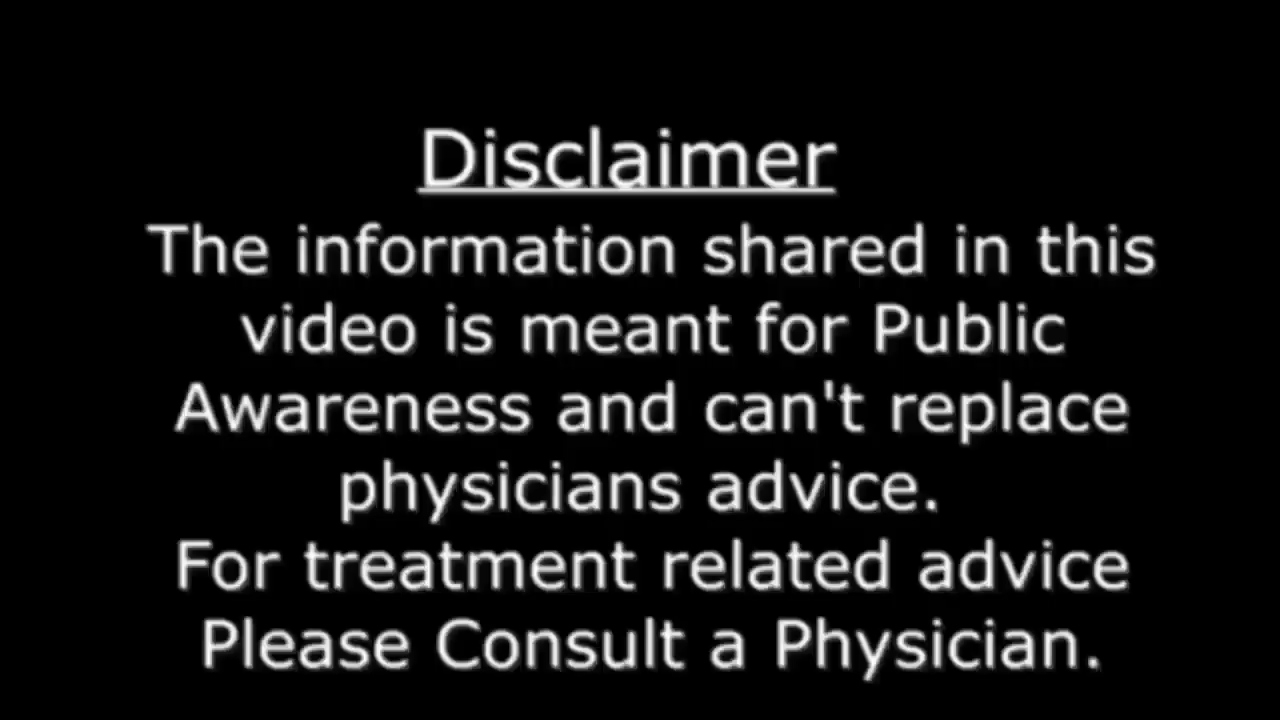 Disclaimer
The information shared in this
video is meant for Public
Awareness and can't replace
physicians advice.
For treatment related advice
Please Consult a Physician.